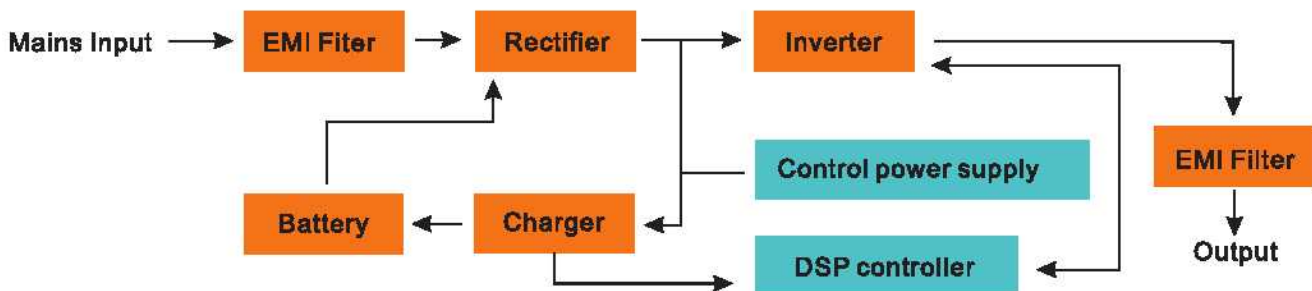 Mains Input
EMI Fiter
Rectifier
Inverter
Control power supply
EMI Filter
Battery
Charger
DSP controller
Output